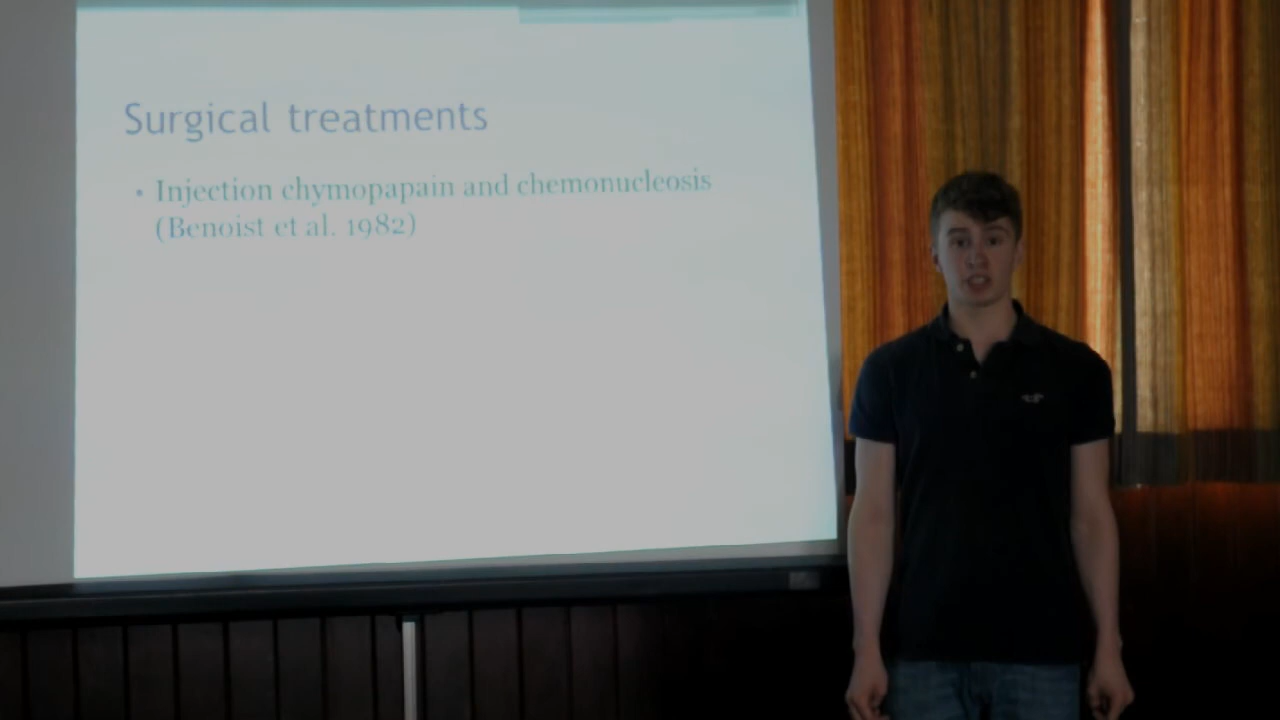 Surgical treatments
• Injection chymopapain and chemonucleosis
(Benoist et al. 1982)